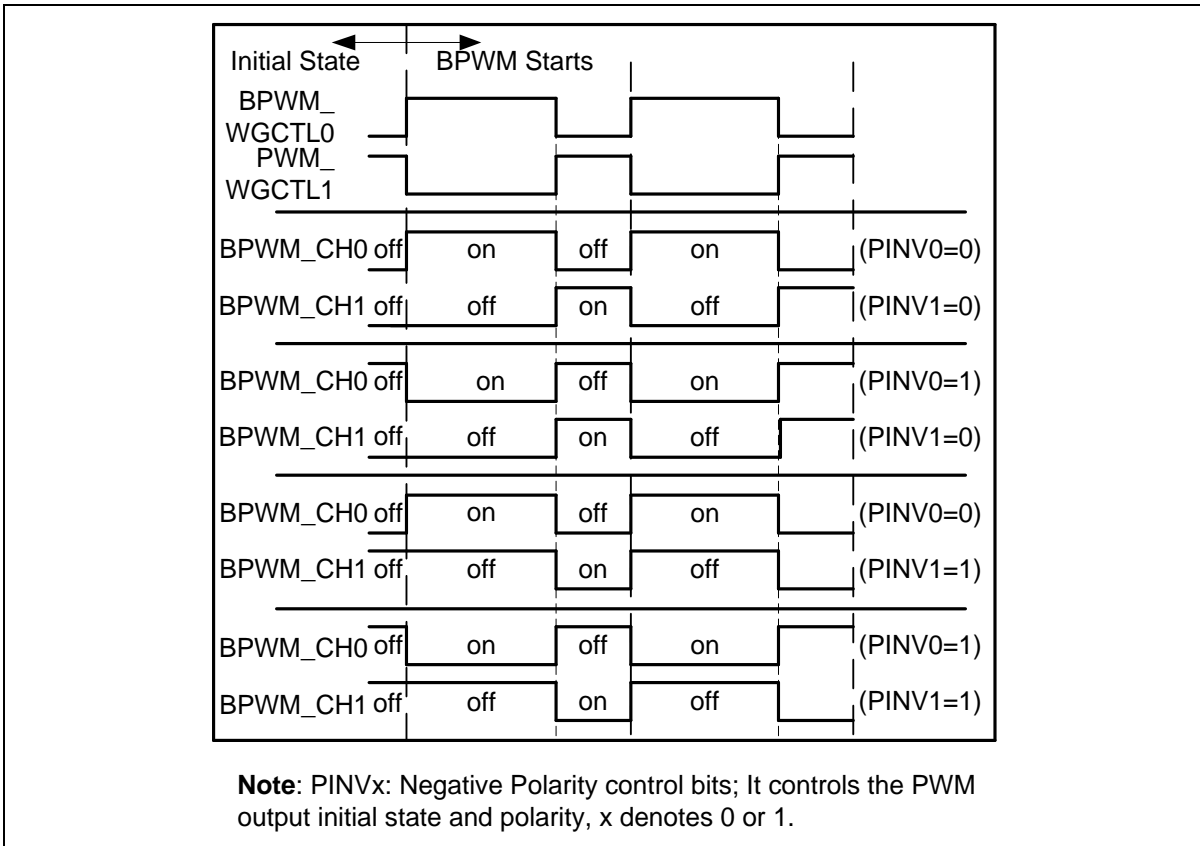 Initial State BPWM Starts
BPWM_
WGCTL0
PWM_
WGCTL1
BPWM_CH0 off on off on (PINV0=0)
BPWM_CH1 off off on off (PINV1=0)
BPWM_CH0 off on off on (PINV0=1)
BPWM_CH1 off off on off (PINV1=0)
BPWM_CH0 off on off on (PINV0=0)
BPWM_CH1 off off on off (PINV1=1)
BPWM_CH0 off on off on (PINV0=1)
BPWM_CH1 off off on off (PINV1=1)
Note: PINVx: Negative Polarity control bits; It controls the PWM
output initial state and polarity, x denotes 0 or 1.